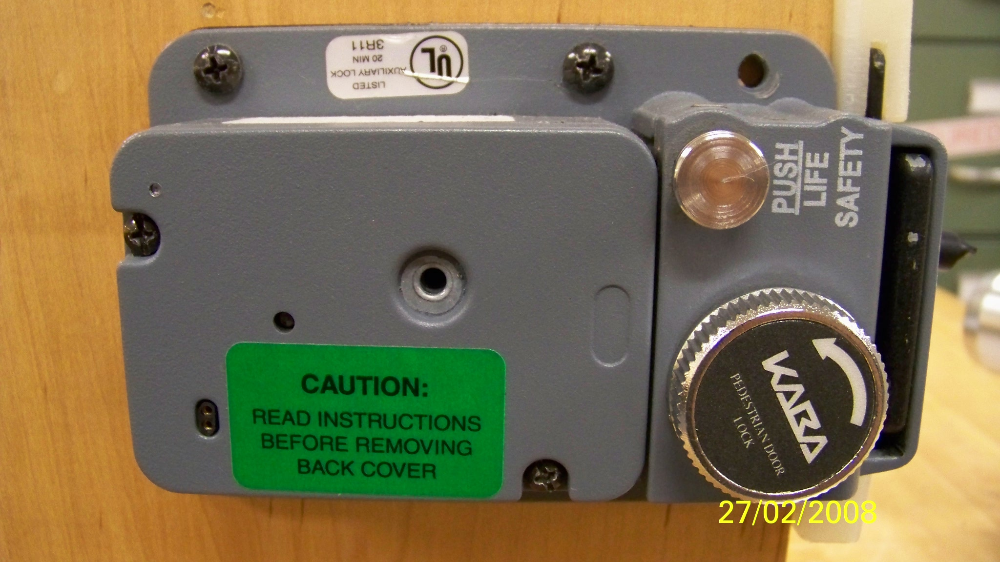 LISTED
AUXILIARY LOCK
20 MIN
3R11
UL®
PUSH
LIFE
SAFETY
CAUTION:
READ INSTRUCTIONS
BEFORE REMOVING
BACK COVER
KABA
PEDESTRIAN DOOR
LOCK
27/02/2008